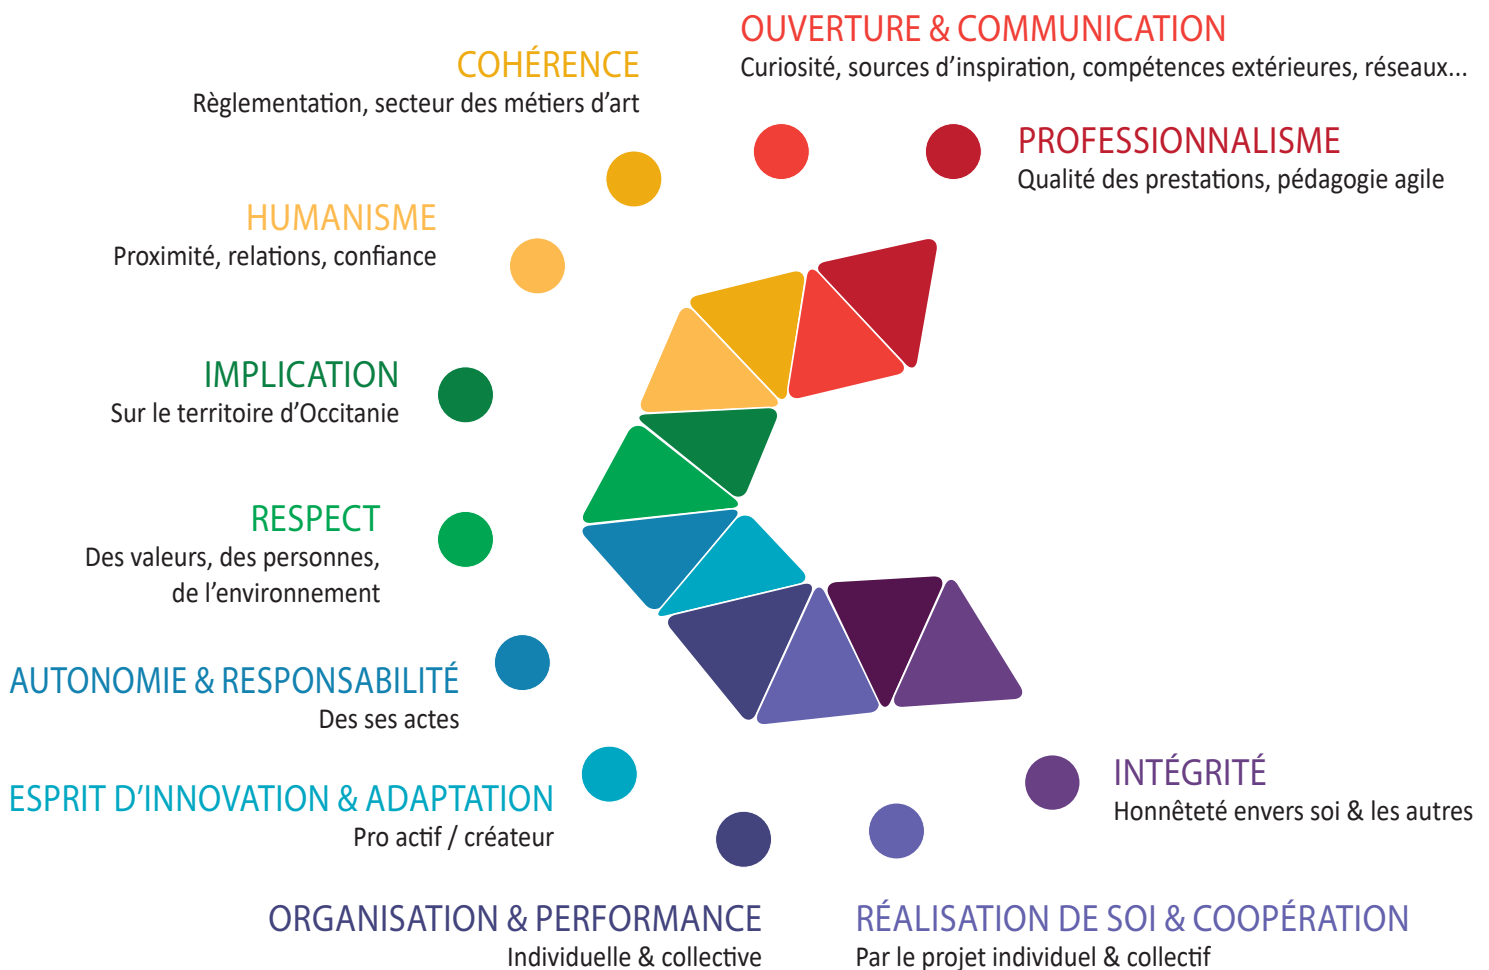 OUVERTURE & COMMUNICATION
Curiosité, sources d’inspiration, compétences extérieures, réseaux...
COHÉRENCE
Règlementation, secteur des métiers d’art
PROFESSIONNALISME
Qualité des prestations, pédagogie agile
HUMANISME
Proximité, relations, confiance
IMPLICATION
Sur le territoire d’Occitanie
RESPECT
Des valeurs, des personnes,
de l’environnement
AUTONOMIE & RESPONSABILITÉ
Des ses actes
ESPRIT D'INNOVATION & ADAPTATION
Pro actif / créateur
INTÉGRITÉ
Honnêteté envers soi & les autres
ORGANISATION & PERFORMANCE
Individuelle & collective
RÉALISATION DE SOI & COOPÉRATION
Par le projet individuel & collectif